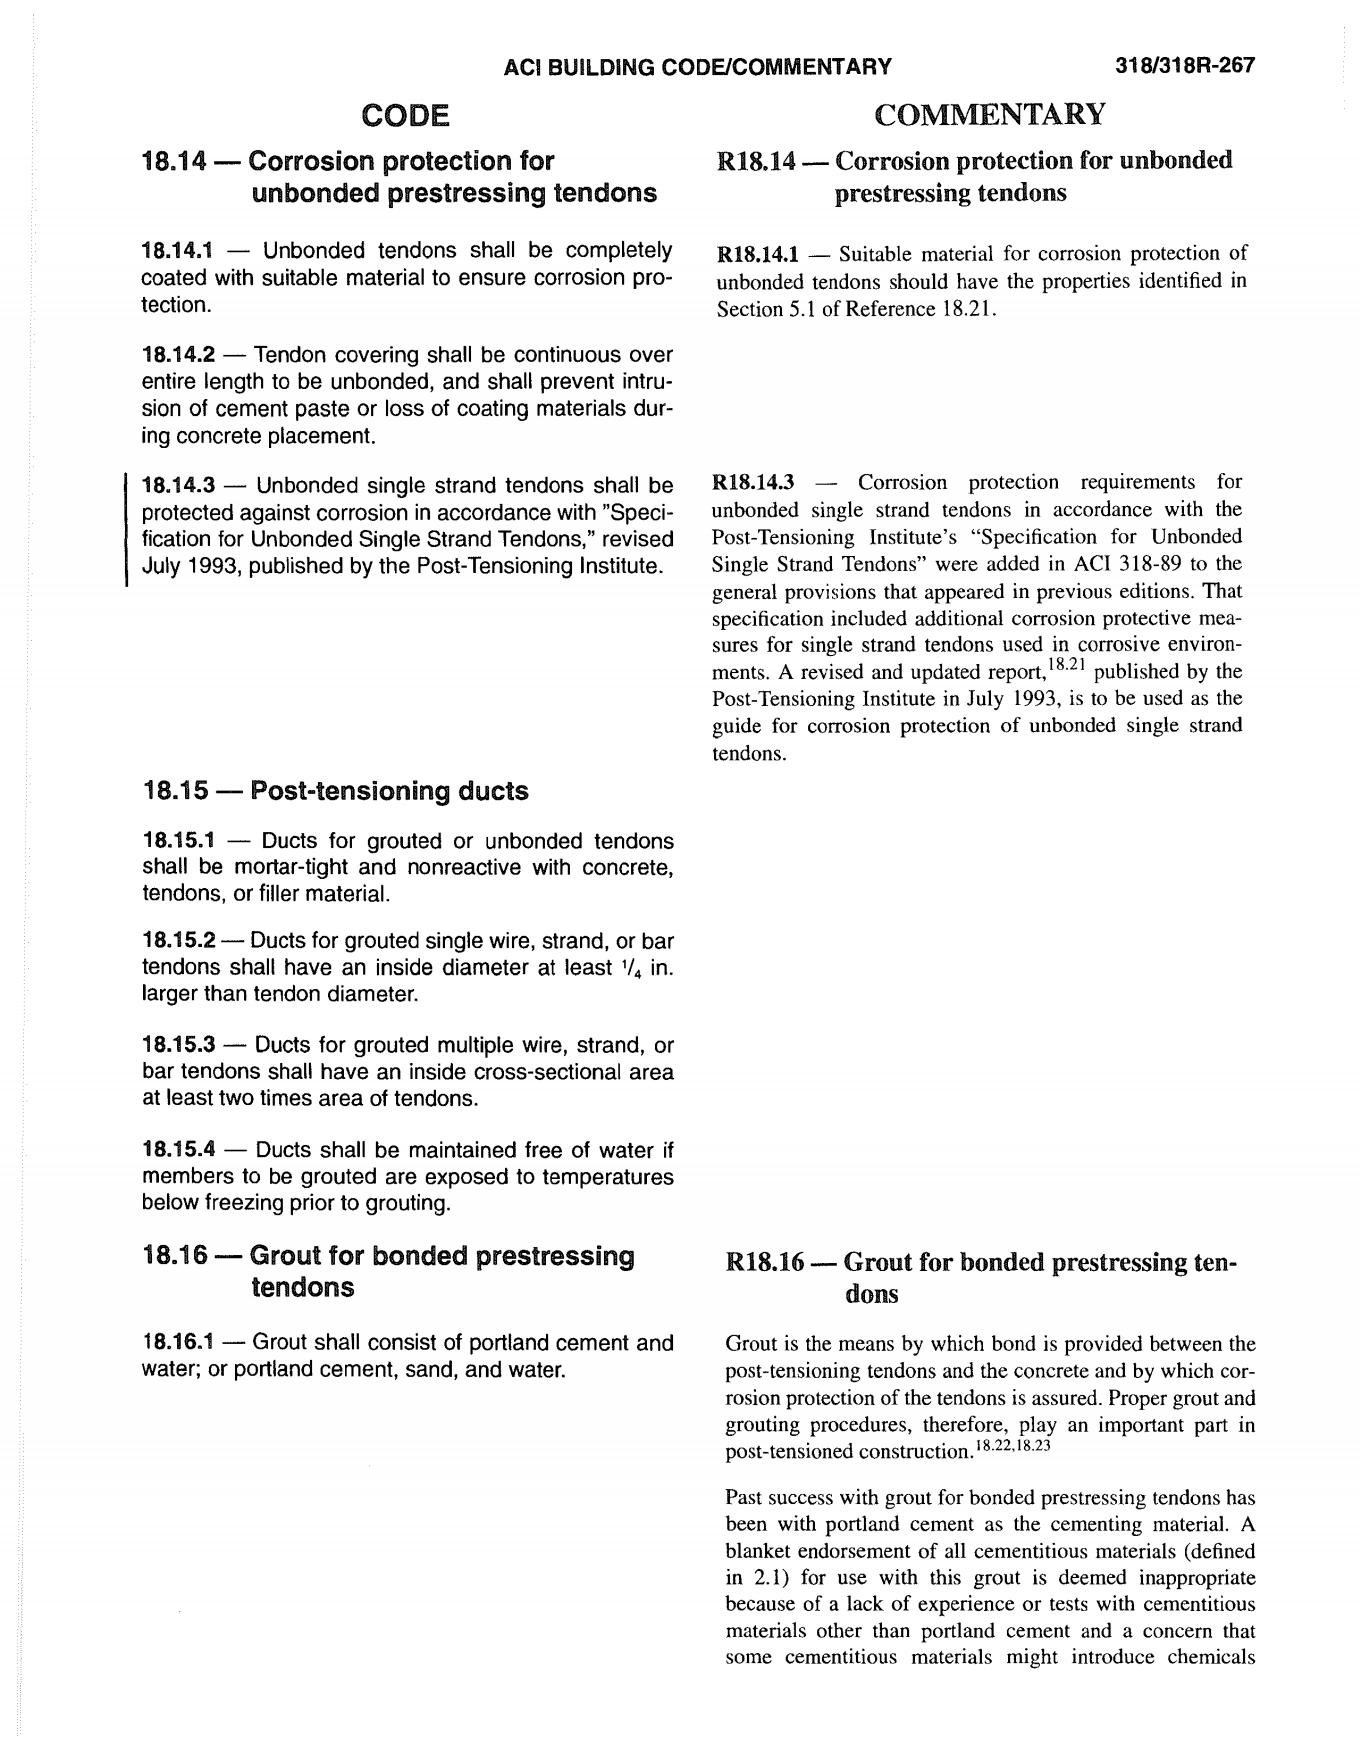 ACI BUILDING CODE/COMMENTARY 318/318R-267
CODE
18.14 — Corrosion protection for
unbonded prestressing tendons
18.14.1 — Unbonded tendons shall be completely
coated with suitable material to ensure corrosion pro-
tection.
18.14.2 — Tendon covering shall be continuous over
entire length to be unbonded, and shall prevent intru-
sion of cement paste or loss of coating materials dur-
ing concrete placement.
18.14.3 — Unbonded single strand tendons shall be
protected against corrosion in accordance with "Speci-
fication for Unbonded Single Strand Tendons," revised
July 1993, published by the Post-Tensioning Institute.
18.15 — Post-tensioning ducts
18.15.1 — Ducts for grouted or unbonded tendons
shall be mortar-tight and nonreactive with concrete,
tendons, or filler material.
18.15.2 — Ducts for grouted single wire, strand, or bar
tendons shall have an inside diameter at least 1/4 in.
larger than tendon diameter.
18.15.3 — Ducts for grouted multiple wire, strand, or
bar tendons shall have an inside cross-sectional area
at least two times area of tendons.
18.15.4 — Ducts shall be maintained free of water if
members to be grouted are exposed to temperatures
below freezing prior to grouting.
18.16 — Grout for bonded prestressing
tendons
18.16.1 — Grout shall consist of portland cement and
water; or portland cement, sand, and water.
COMMENTARY
R18.14 — Corrosion protection for unbonded
prestressing tendons
R18.14.1 — Suitable material for corrosion protection of
unbonded tendons should have the properties identified in
Section 5.1 of Reference 18.21.
R18.14.3 — Corrosion protection requirements for
unbonded single strand tendons in accordance with the
Post-Tensioning Institute's "Specification for Unbonded
Single Strand Tendons" were added in ACI 318-89 to the
general provisions that appeared in previous editions. That
specification included additional corrosion protective mea-
sures for single strand tendons used in corrosive environ-
ments. A revised and updated report,18.21 published by the
Post-Tensioning Institute in July 1993, is to be used as the
guide for corrosion protection of unbonded single strand
tendons.
R18.16 — Grout for bonded prestressing ten-
dons
Grout is the means by which bond is provided between the
post-tensioning tendons and the concrete and by which cor-
rosion protection of the tendons is assured. Proper grout and
grouting procedures, therefore, play an important part in
post-tensioned construction.18.22,18.23
Past success with grout for bonded prestressing tendons has
been with portland cement as the cementing material. A
blanket endorsement of all cementitious materials (defined
in 2.1) for use with this grout is deemed inappropriate
because of a lack of experience or tests with cementitious
materials other than portland cement and a concern that
some cementitious materials might introduce chemicals